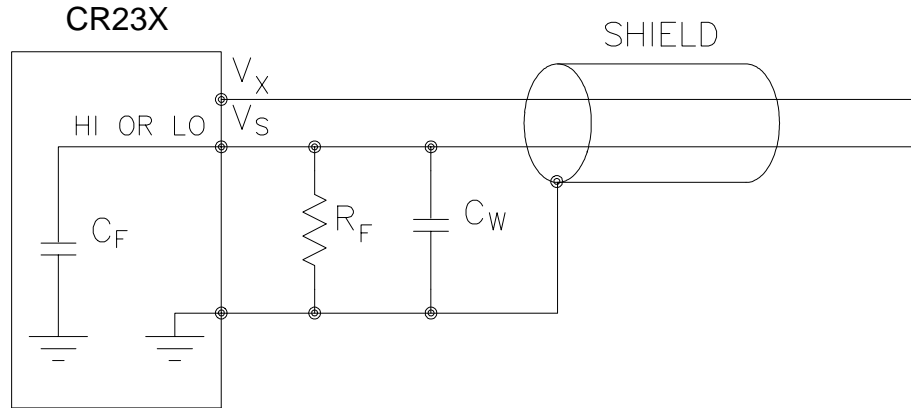 CR23X
SHIELD
VX
HI OR LO
VS
CF
RF
CW